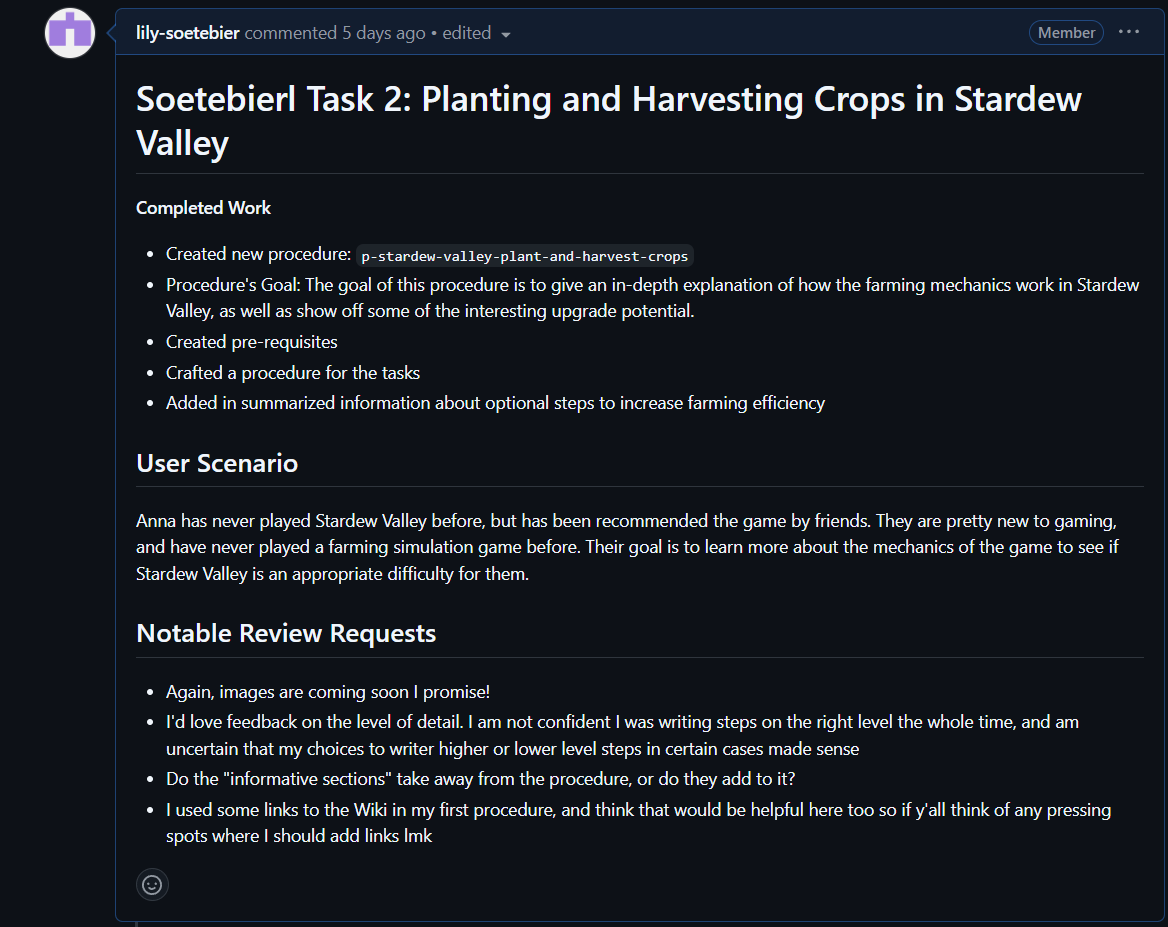 lily-soetebier commented 5 days ago • edited
Member
Soetebierl Task 2: Planting and Harvesting Crops in Stardew
Valley
Completed Work
Created new procedure: p-stardew-valley-plant-and-harvest-crops
Procedure's Goal: The goal of this procedure is to give an in-depth explanation of how the farming mechanics work in Stardew
Valley, as well as show off some of the interesting upgrade potential.
Created pre-requisites
Crafted a procedure for the tasks
Added in summarized information about optional steps to increase farming efficiency
User Scenario
Anna has never played Stardew Valley before, but has been recommended the game by friends. They are pretty new to gaming,
and have never played a farming simulation game before. Their goal is to learn more about the mechanics of the game to see if
Stardew Valley is an appropriate difficulty for them.
Notable Review Requests
Again, images are coming soon I promise!
I'd love feedback on the level of detail. I am not confident I was writing steps on the right level the whole time, and am
uncertain that my choices to writer higher or lower level steps in certain cases made sense
Do the "informative sections" take away from the procedure, or do they add to it?
I used some links to the Wiki in my first procedure, and think that would be helpful here too so if y'all think of any pressing
spots where I should add links lmk